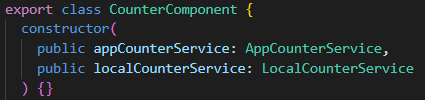 export class CounterComponent {
  constructor(
    public appCounterService: AppCounterService,
    public localCounterService: LocalCounterService
  ) {}